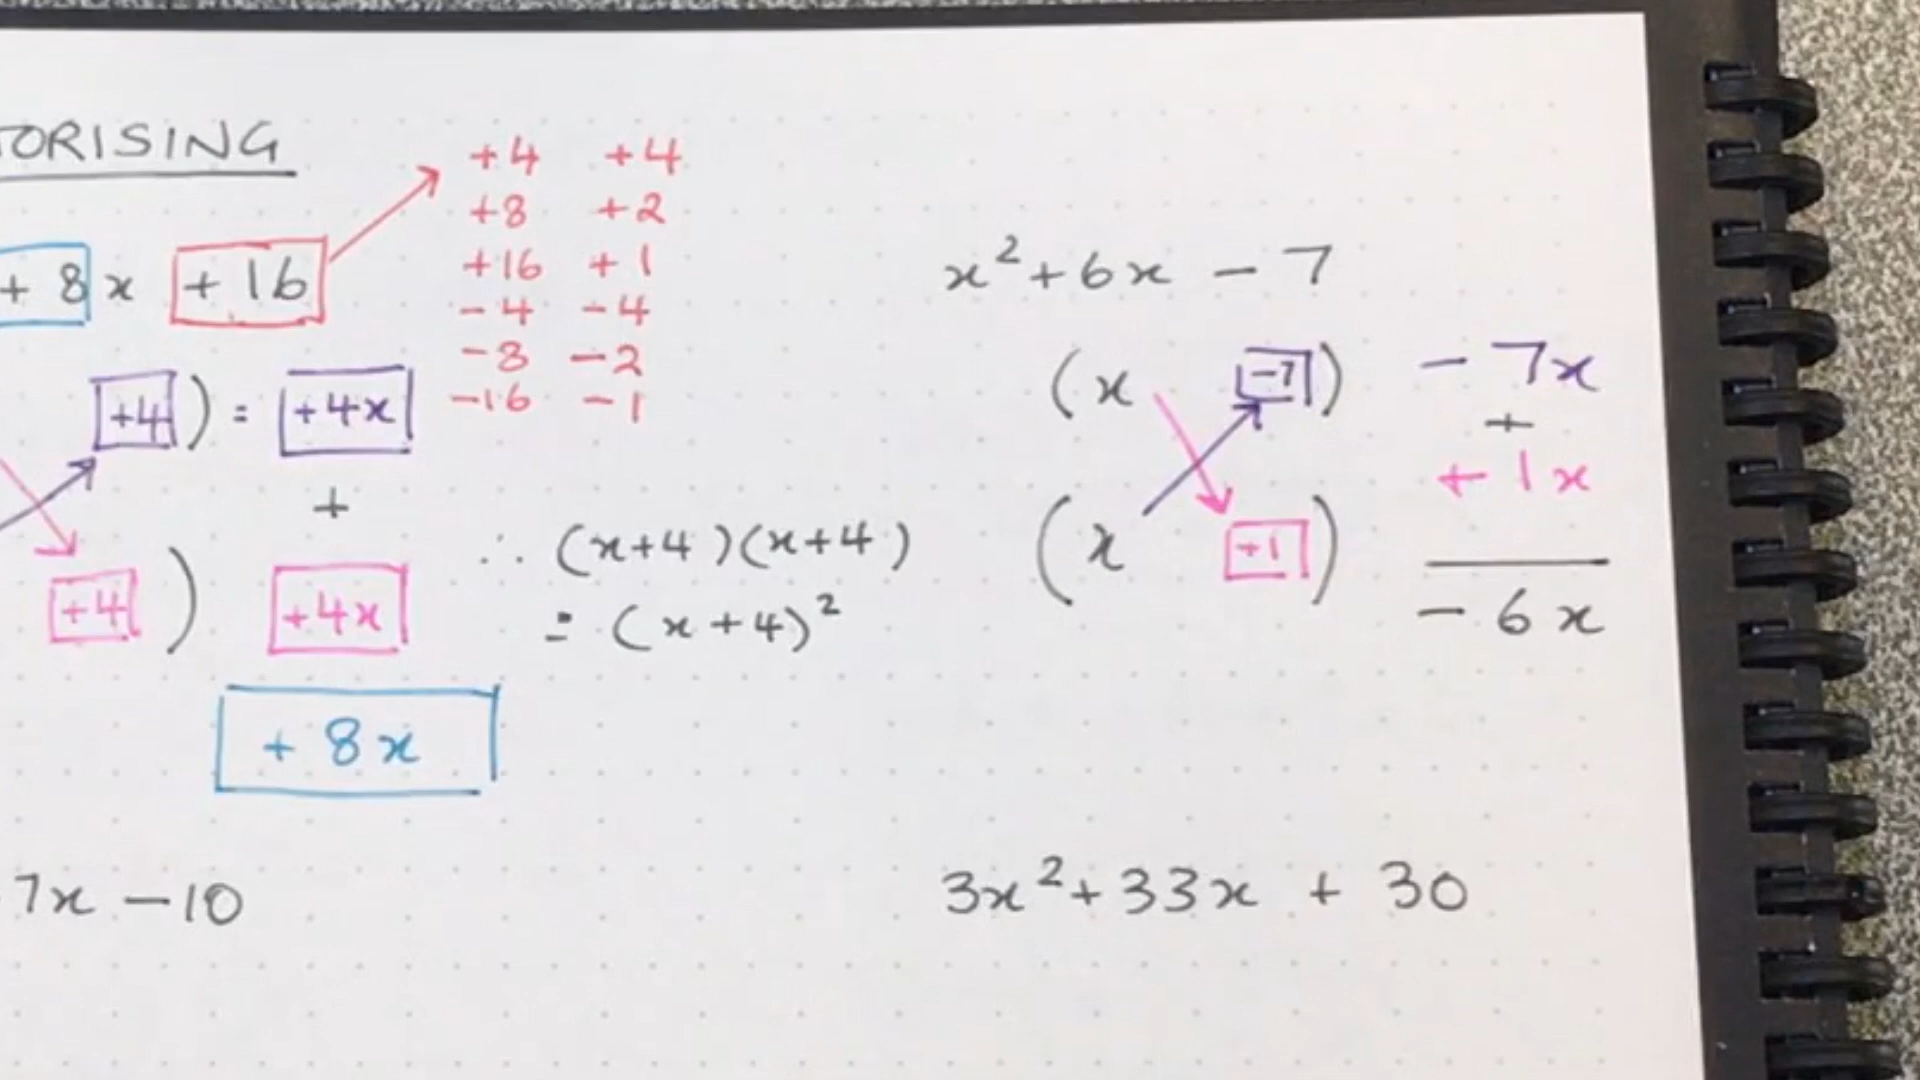 TORISING
+4 +4
+8 +2
+16 +1
-4 -4
-8 -2
-16 -1
+ 8x + 16
+4) = +4x
+
+4) +4x
+ 8x
∴ (x+4)(x+4)
= (x+4)²
x²+6x - 7
(x -7) - 7x
+
(x +1) + 1x
- 6x
7x - 10
3x²+33x + 30